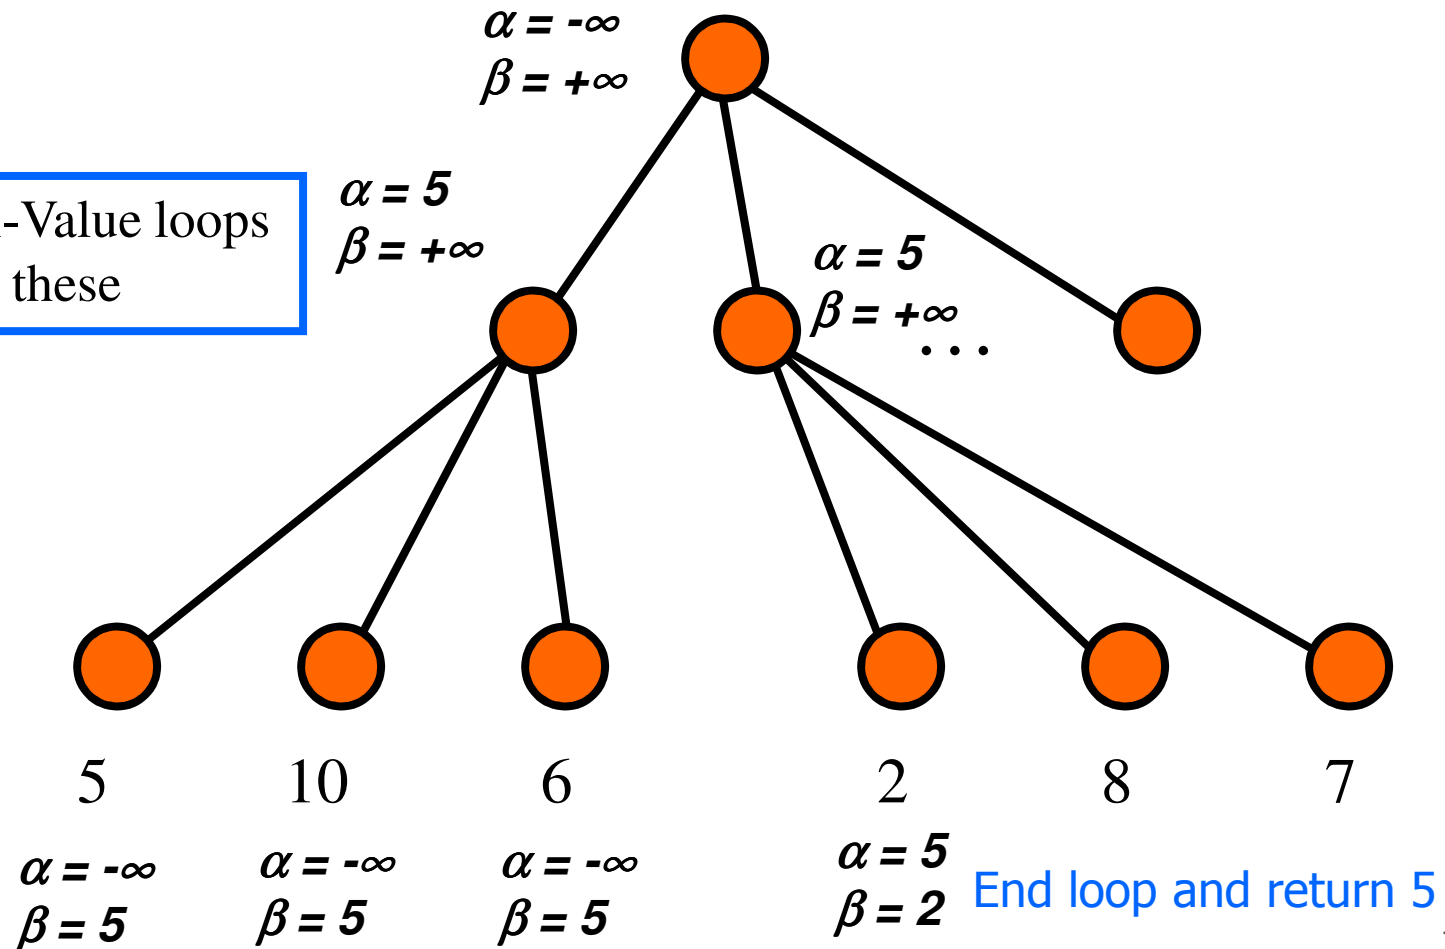 α = -∞
β = +∞
-Value loops
these
α = 5
β = +∞
α = 5
β = +∞
...
5 10 6 2 8 7
α = -∞ α = -∞ α = -∞ α = 5
β = 5 β = 5 β = 5 β = 2
End loop and return 5